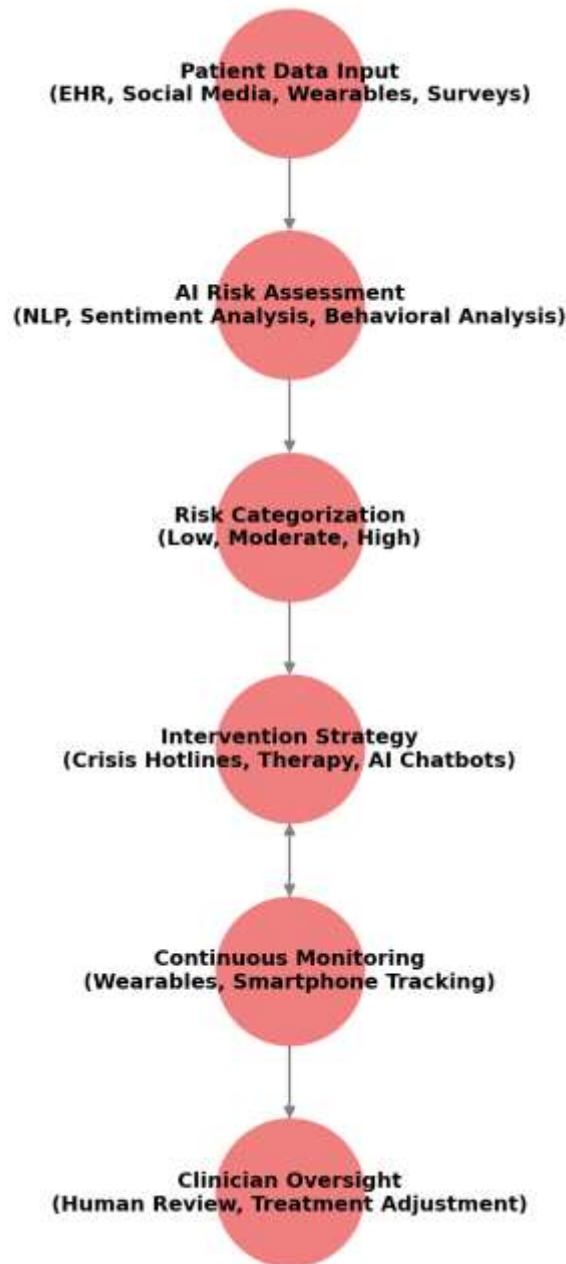 Patient Data Input
(EHR, Social Media, Wearables, Surveys)
AI Risk Assessment
(NLP, Sentiment Analysis, Behavioral Analysis)
Risk Categorization
(Low, Moderate, High)
Intervention Strategy
(Crisis Hotlines, Therapy, AI Chatbots)
Continuous Monitoring
(Wearables, Smartphone Tracking)
Clinician Oversight
(Human Review, Treatment Adjustment)